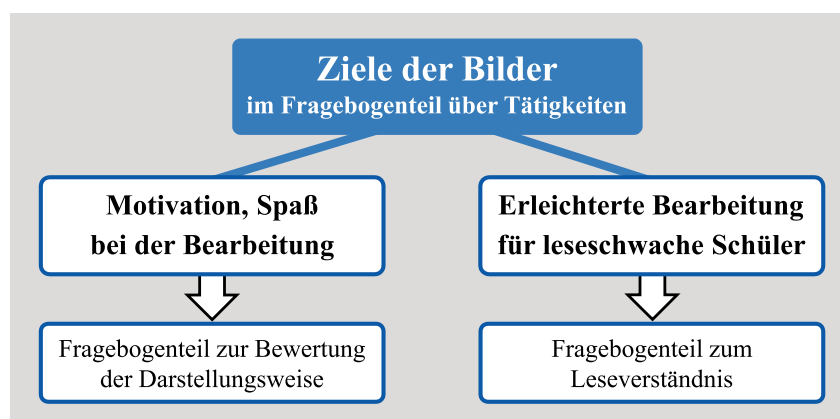 Ziele der Bilder
im Fragebogenteil über Tätigkeiten
Motivation, Spaß
bei der Bearbeitung
Erleichterte Bearbeitung
für leseschwache Schüler
Fragebogenteil zur Bewertung
der Darstellungsweise
Fragebogenteil zum
Leseverständnis